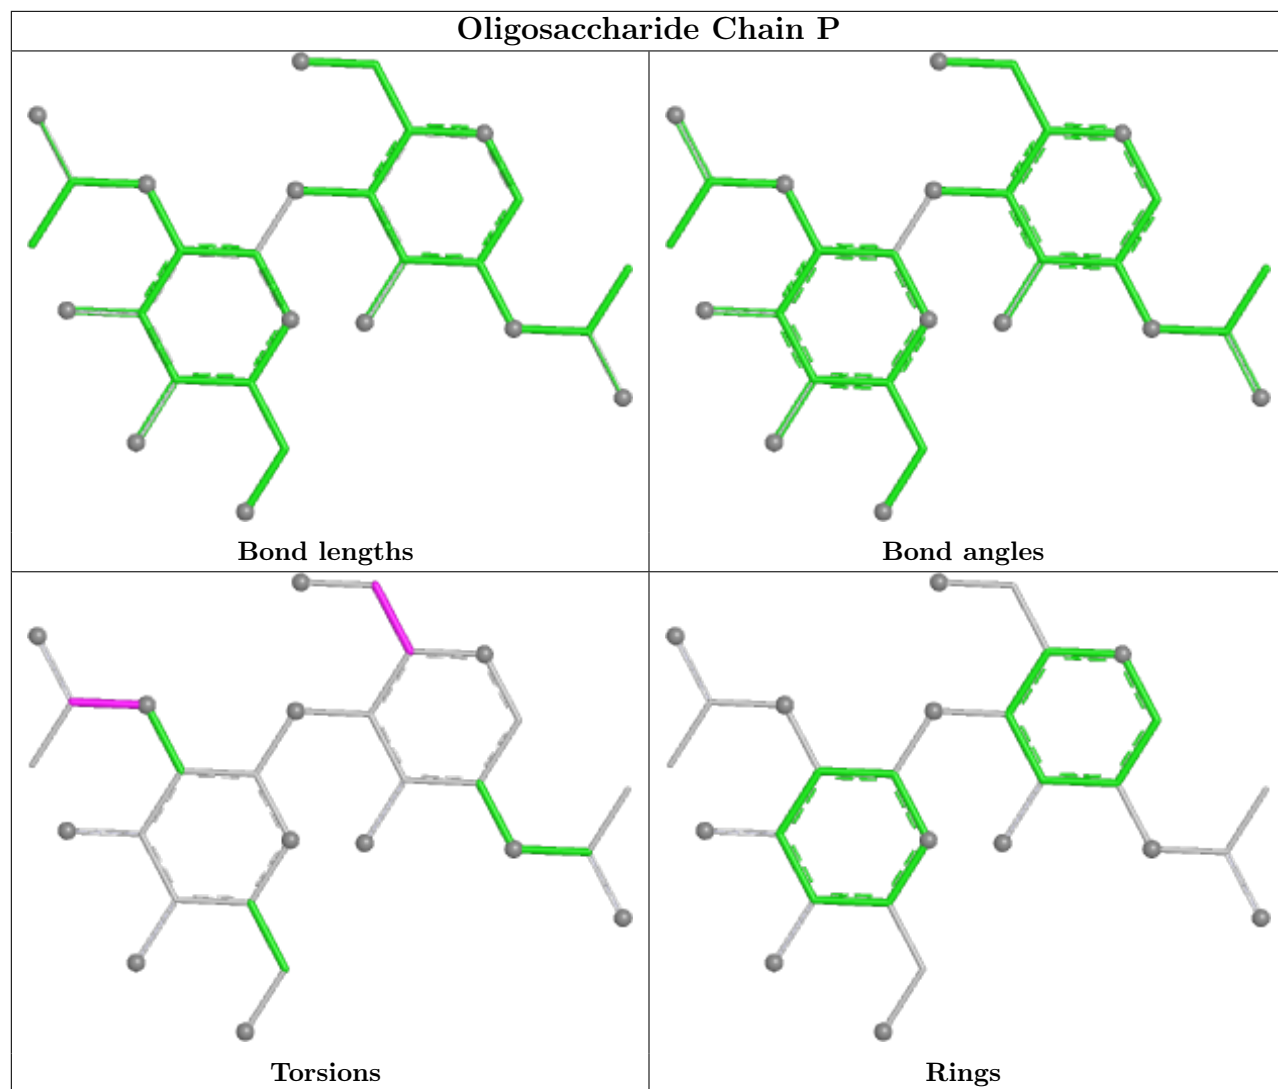 Oligosaccharide Chain P
Bond lengths
Bond angles
Torsions
Rings